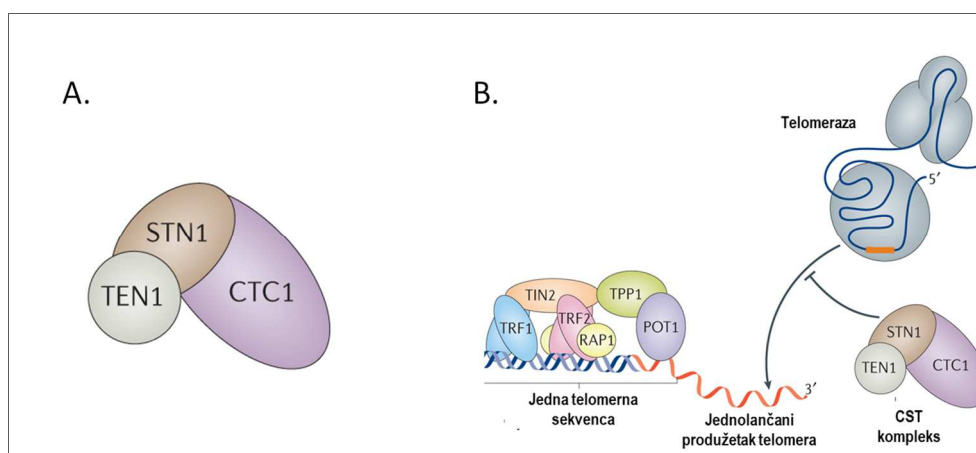 A.
STN1
TEN1
CTC1
B.
Telomeraza
5′
TIN2
TPP1
TRF1
TRF2
RAP1
POT1
3′
Jedna telomerna
sekvenca
Jednolančani
produžetak telomera
STN1
TEN1
CTC1
CST
kompleks